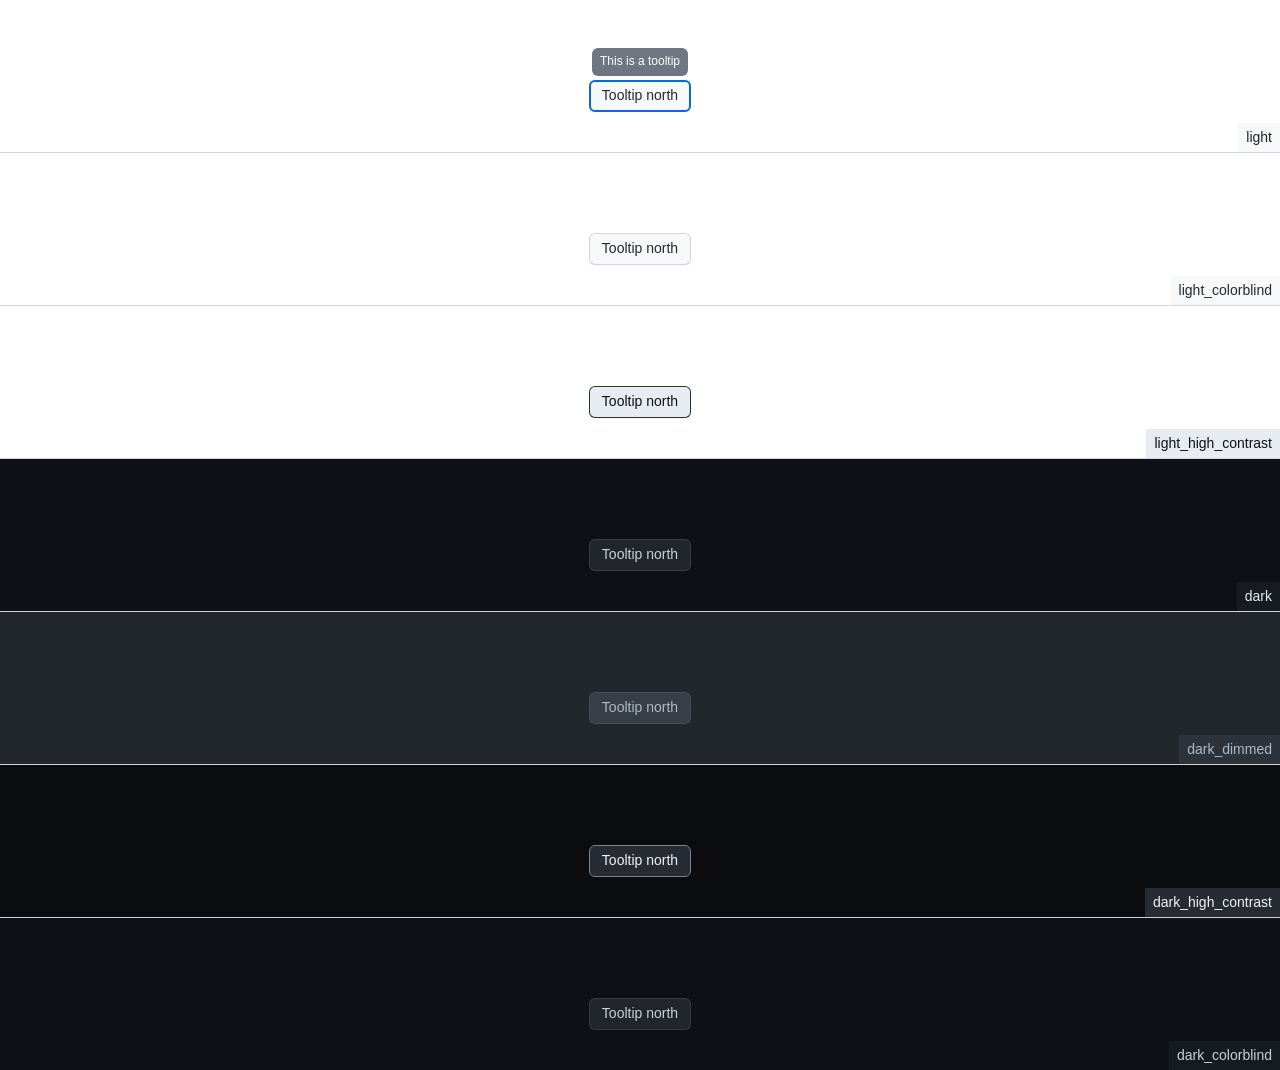 This is a tooltip
Tooltip north
light
Tooltip north
light_colorblind
Tooltip north
light_high_contrast
Tooltip north
dark
Tooltip north
dark_dimmed
Tooltip north
dark_high_contrast
Tooltip north
dark_colorblind